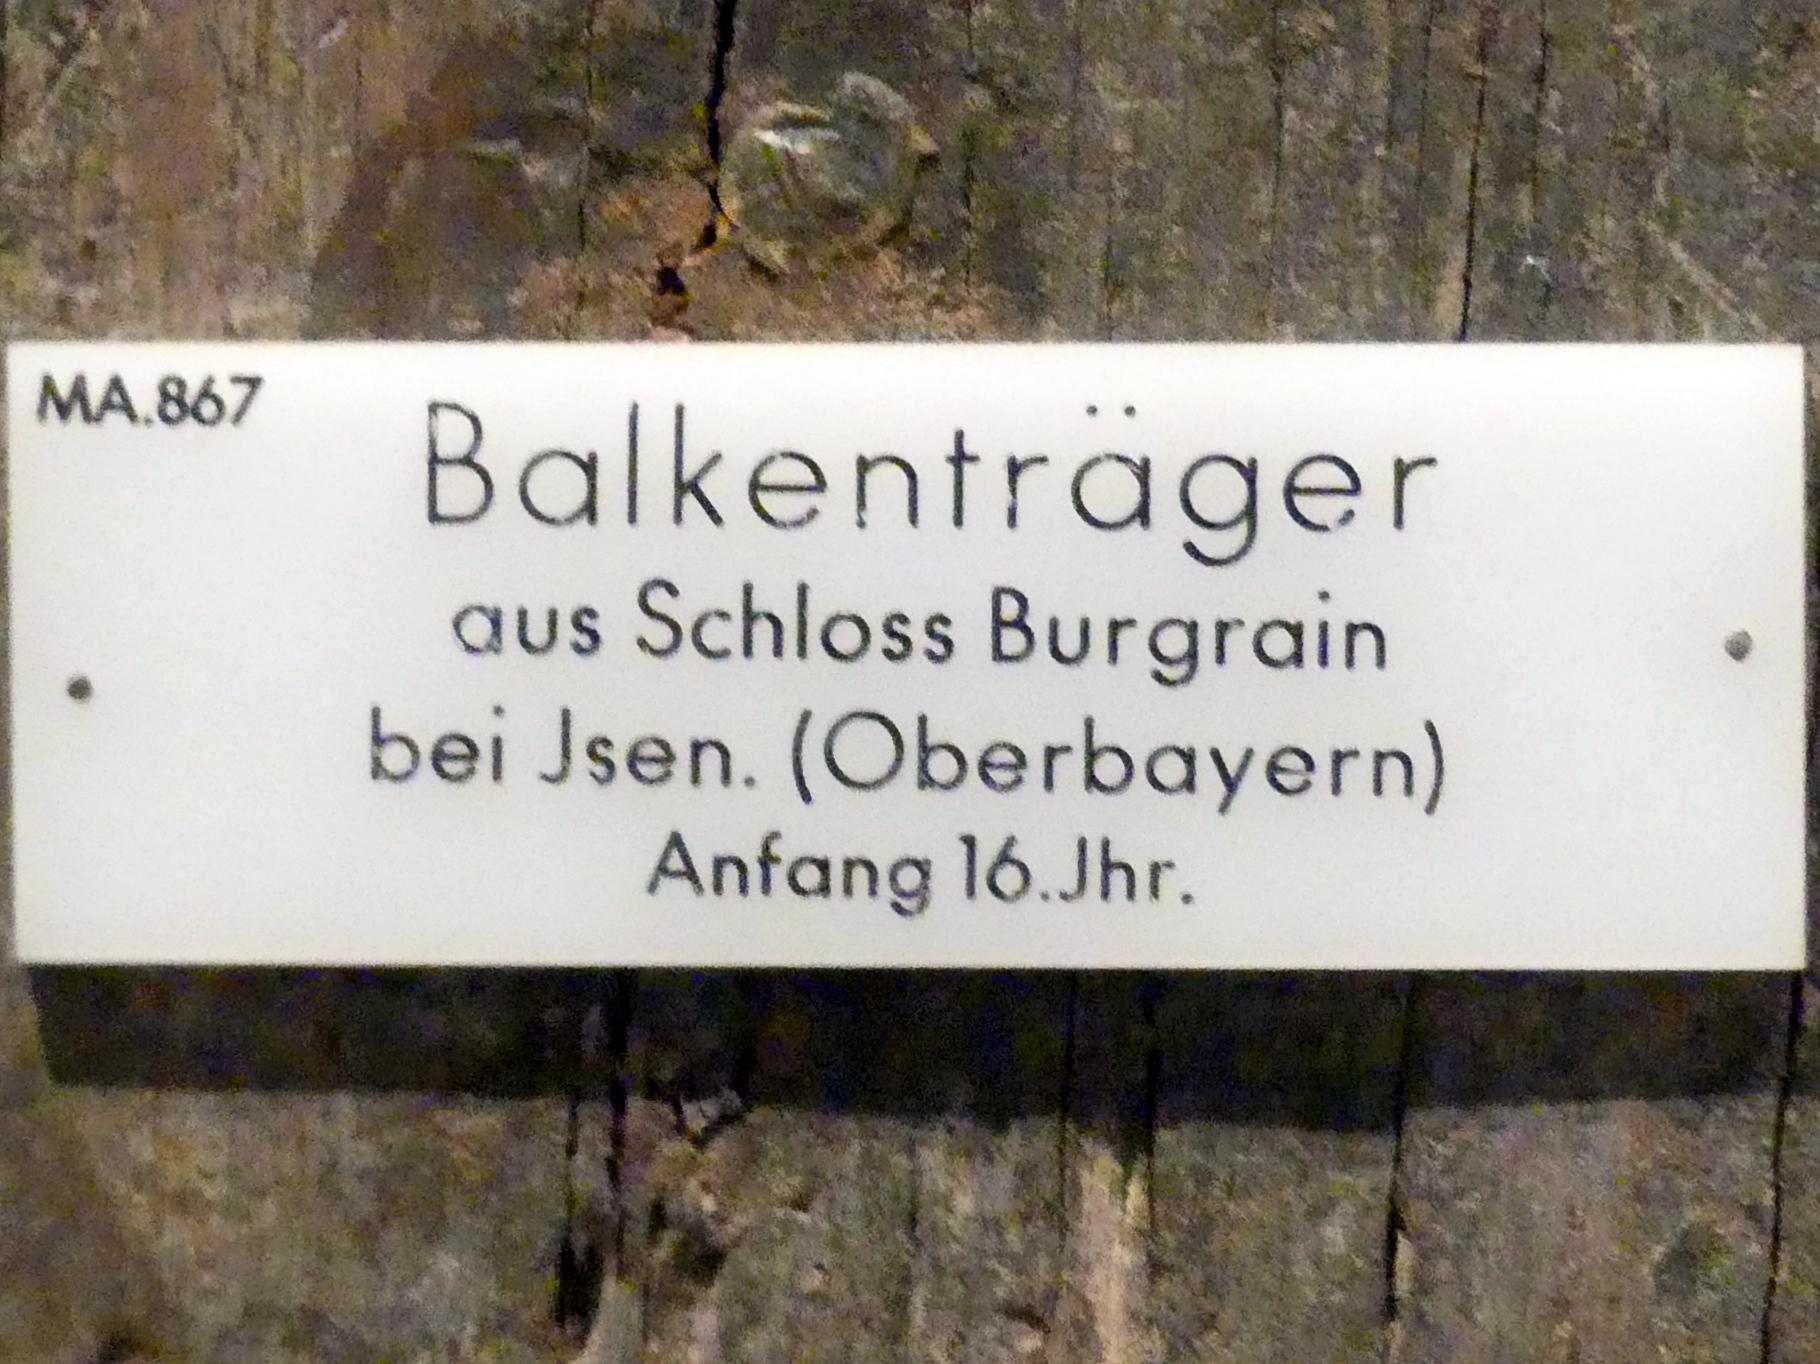 MA.867
Balkenträger
aus Schloss Burgrain
bei Jsen. (Oberbayern)
Anfang 16.Jhr.